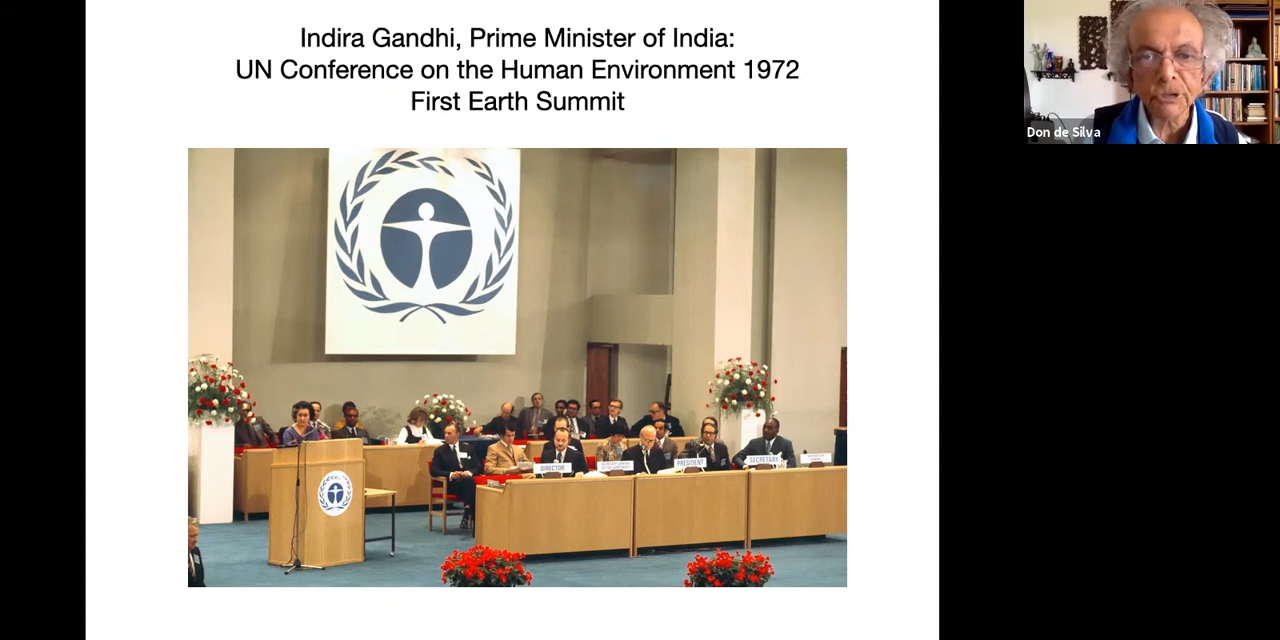 Indira Gandhi, Prime Minister of India:
UN Conference on the Human Environment 1972
First Earth Summit
Don de Silva
DIRECTOR
PRESIDENT
SECRETARY